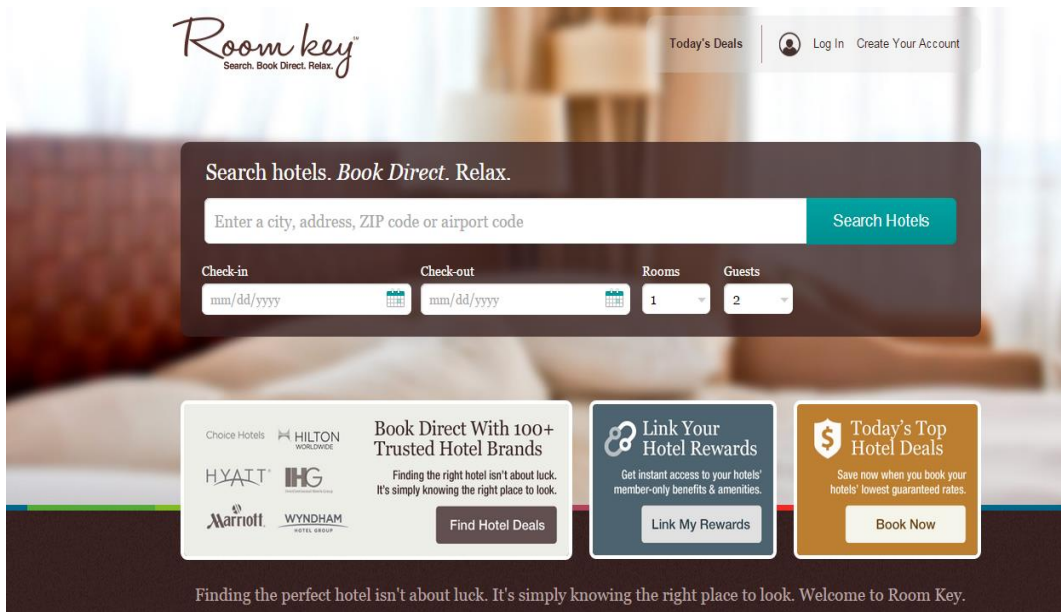 Room key™
Search. Book Direct. Relax.
Today's Deals
Log In
Create Your Account
Search hotels. Book Direct. Relax.
Enter a city, address, ZIP code or airport code
Search Hotels
Check-in
Check-out
Rooms
Guests
mm/dd/yyyy
mm/dd/yyyy
1
2
Choice Hotels
HILTON
WORLDWIDE
HYATT
IHG
Marriott
WYNDHAM
HOTEL GROUP
Book Direct With 100+
Trusted Hotel Brands
Finding the right hotel isn't about luck.
It's simply knowing the right place to look.
Find Hotel Deals
Link Your
Hotel Rewards
Get instant access to your hotels'
member-only benefits & amenities.
Link My Rewards
$
Today's Top
Hotel Deals
Save now when you book your
hotels' lowest guaranteed rates.
Book Now
Finding the perfect hotel isn't about luck. It's simply knowing the right place to look. Welcome to Room Key.